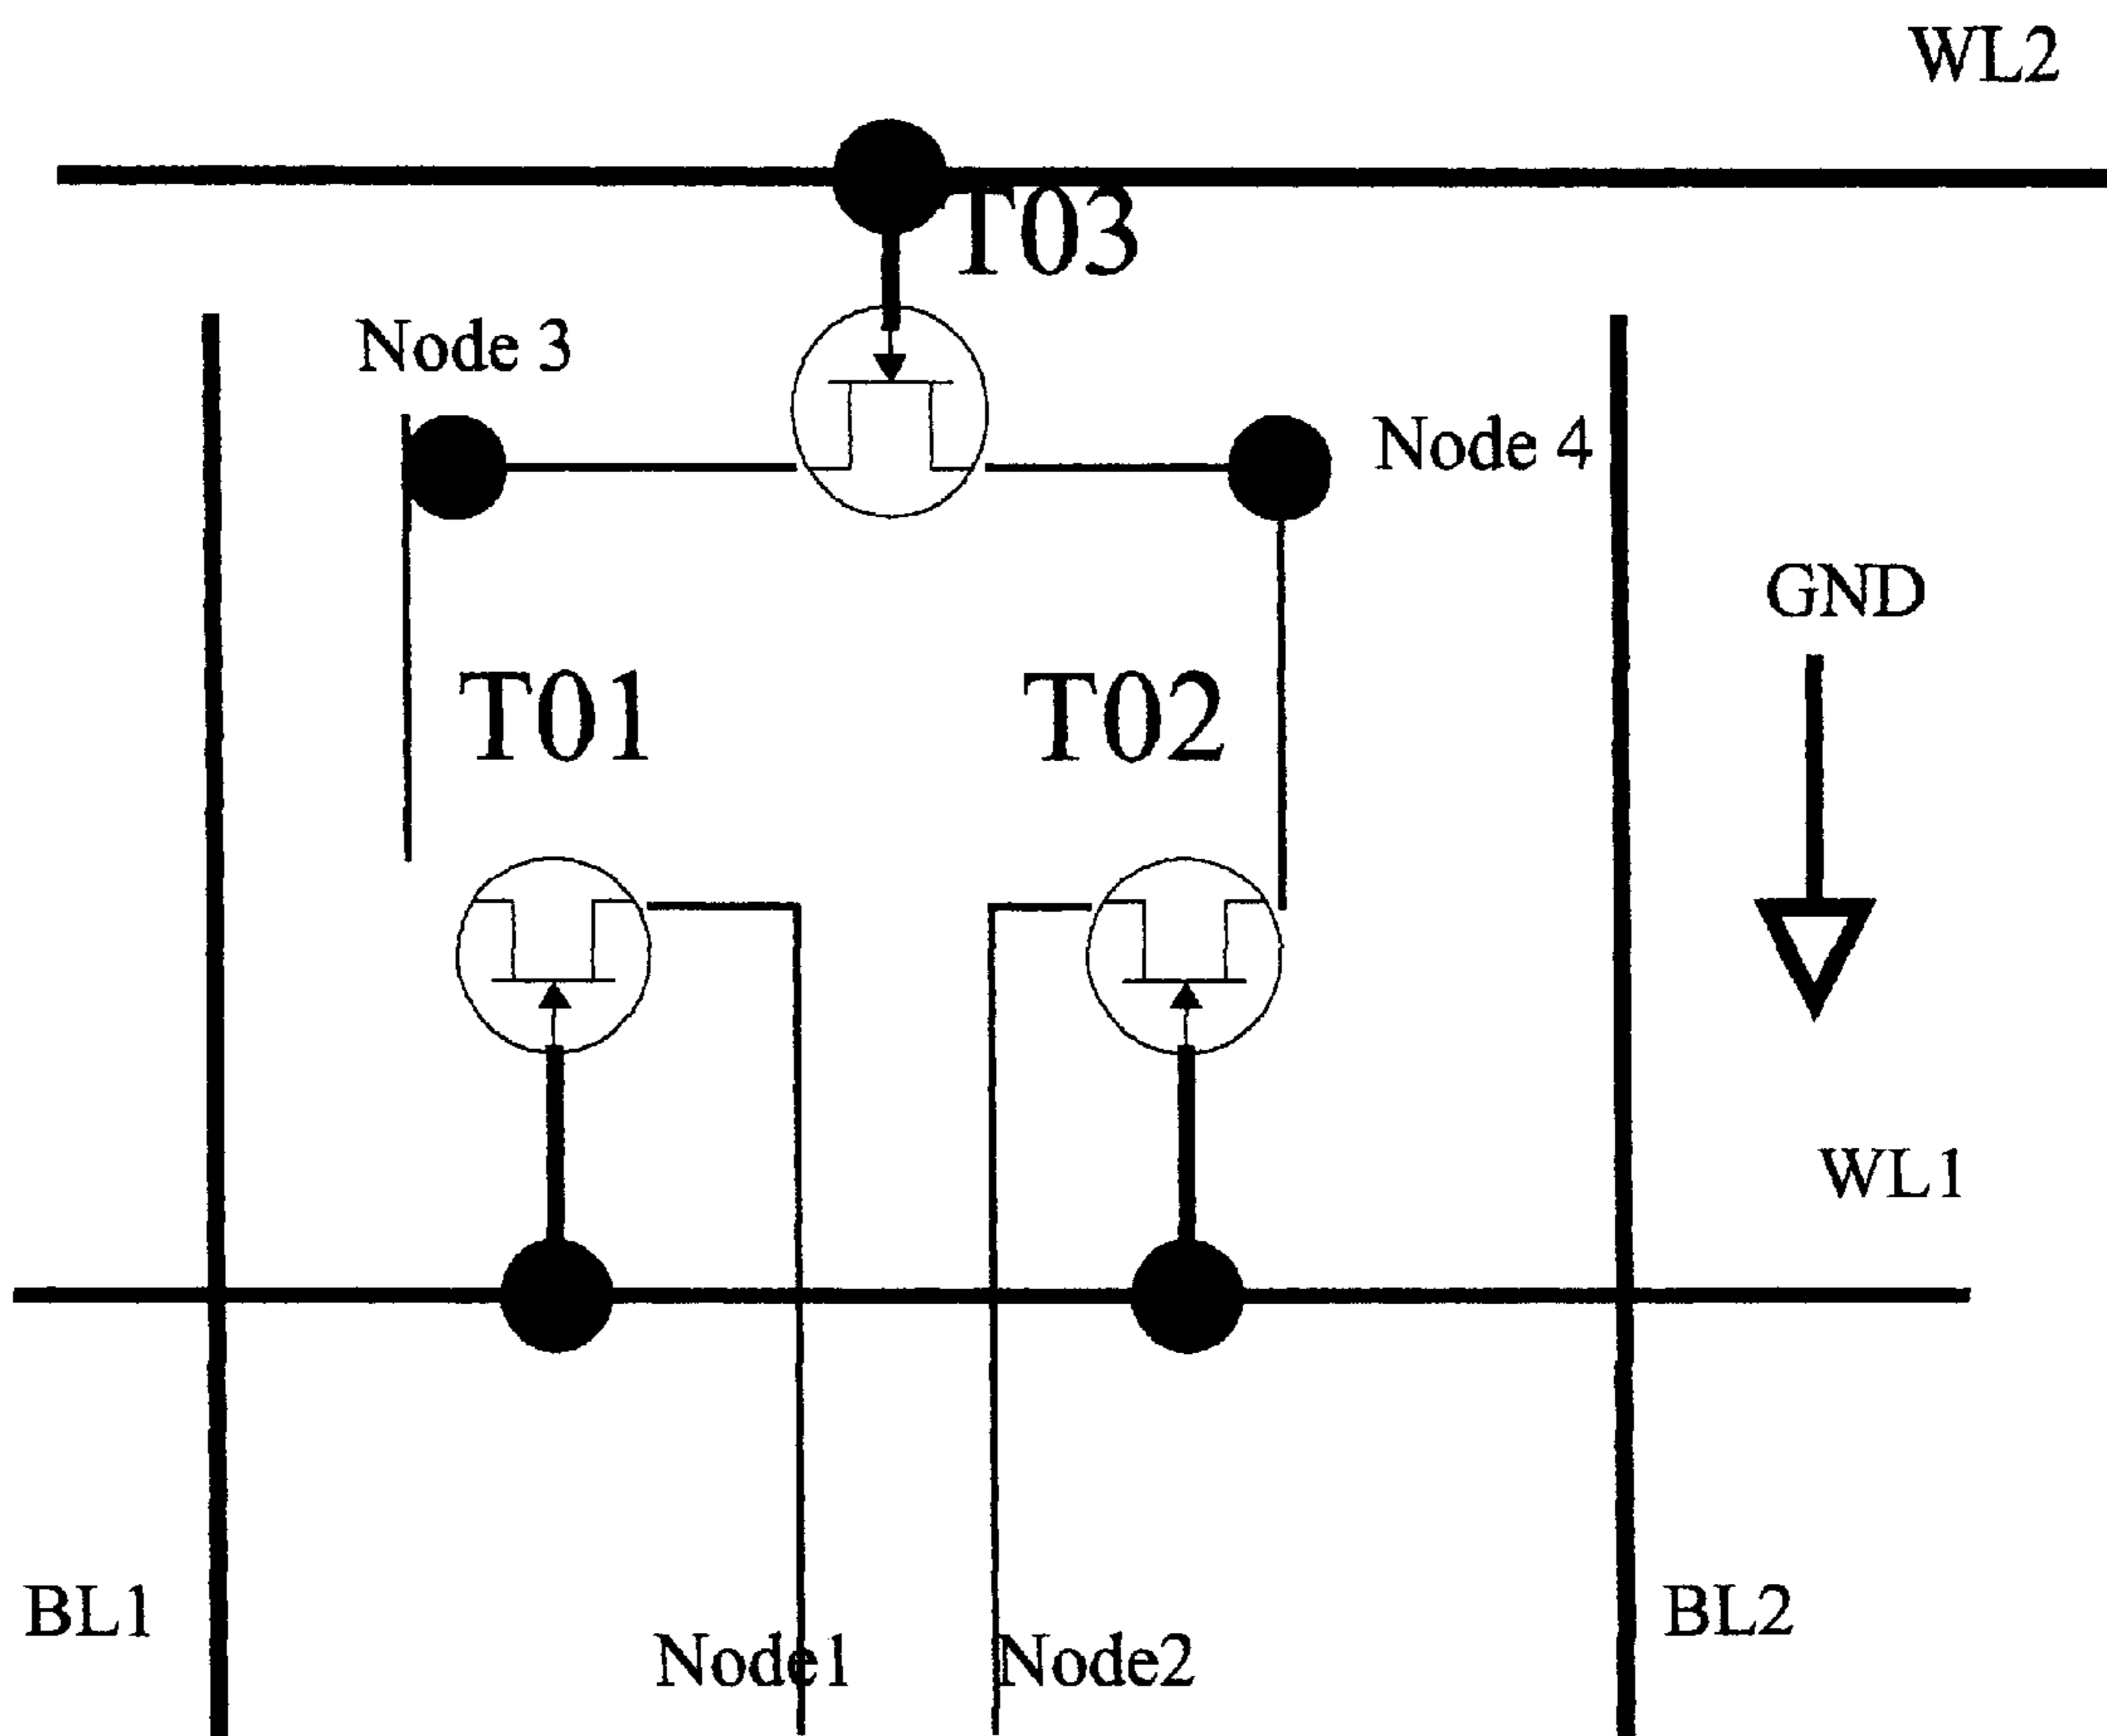 WL2
T03
Node 3
Node 4
GND
T01
T02
WL1
BL1
BL2
Node1
Node2